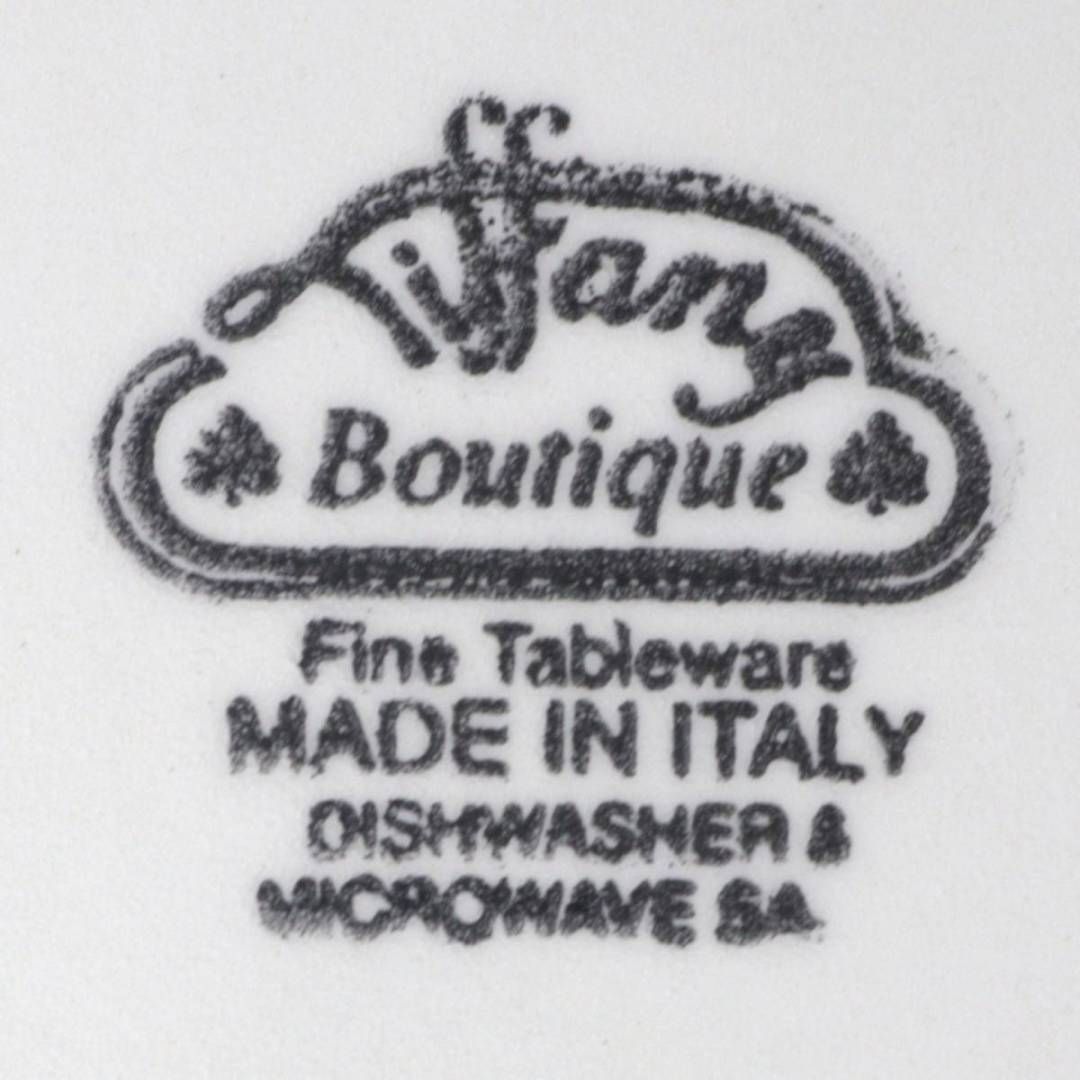 Tiffany
Boutique
Fine Tableware
MADE IN ITALY
DISHWASHER &
MICROWAVE SA